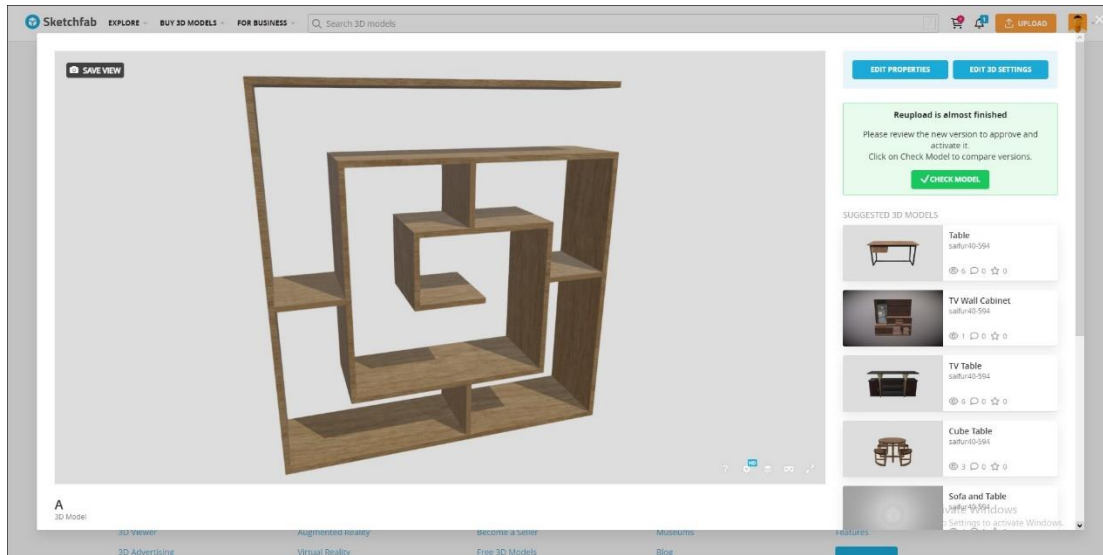 Sketchfab EXPLORE BUY 3D MODELS FOR BUSINESS Search 3D models UPLOAD
SAVE VIEW
EDIT PROPERTIES EDIT 3D SETTINGS
Reupload is almost finished
Please review the new version to approve and
activate it.
Click on Check Model to compare versions.
CHECK MODEL
SUGGESTED 3D MODELS
Table
saifur40-594
6 0 0
TV Wall Cabinet
saifur40-594
1 0 0
TV Table
saifur40-594
6 0 0
Cube Table
saifur40-594
3 0 0
Sofa and Table
saifur40-594
HD
A
3D Model
Settings to activate Windows.
3D Viewer Augmented Reality Become a Seller Museums Features
3D Advertising Virtual Reality Free 3D Models Blog